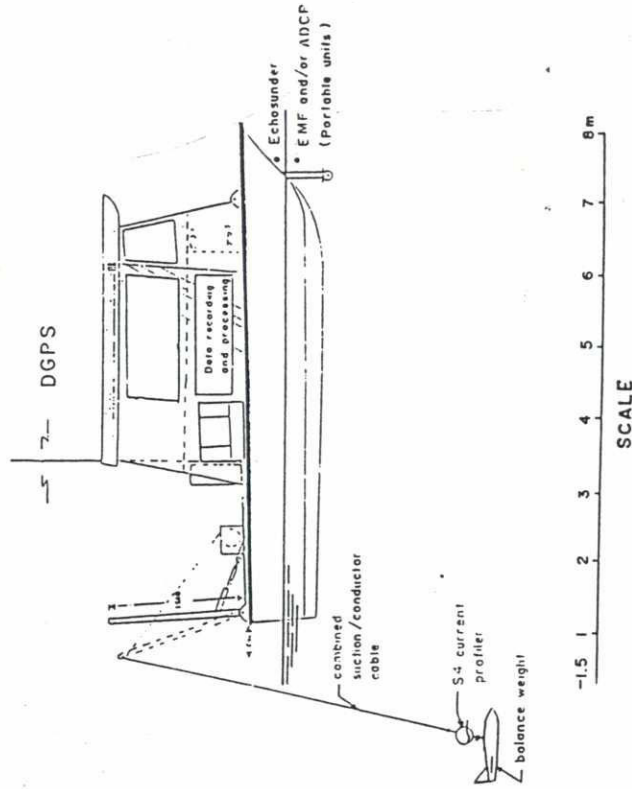 DGPS
Echosunder
EMF and/or ADCP
(Portable units)
Data recording
and processing
combined
suction/conductor
cable
S4 current
profiler
balance weight
-1.5 1 2 3 4 5 6 7 8m
SCALE